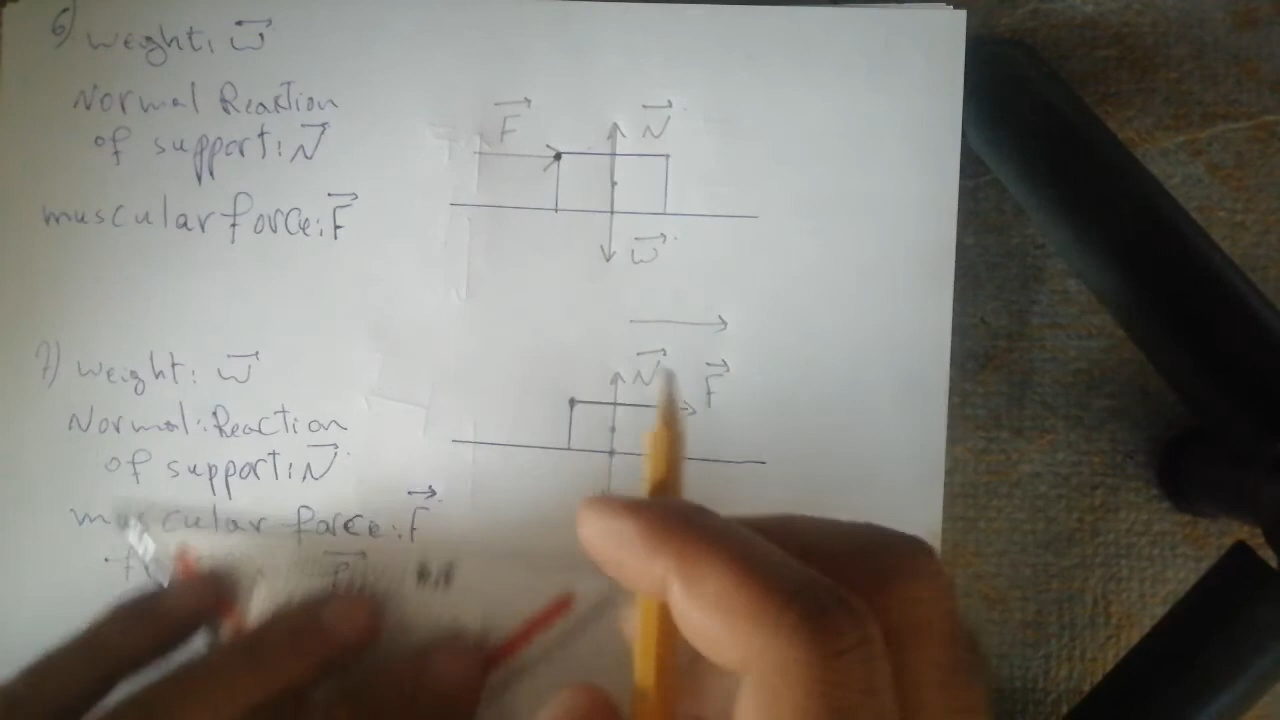 6) Weight: W
Normal Reaction
of support: N
muscular force: F
F
N
W
7) Weight: W
Normal: Reaction
of support: N
muscular force: F
N
F